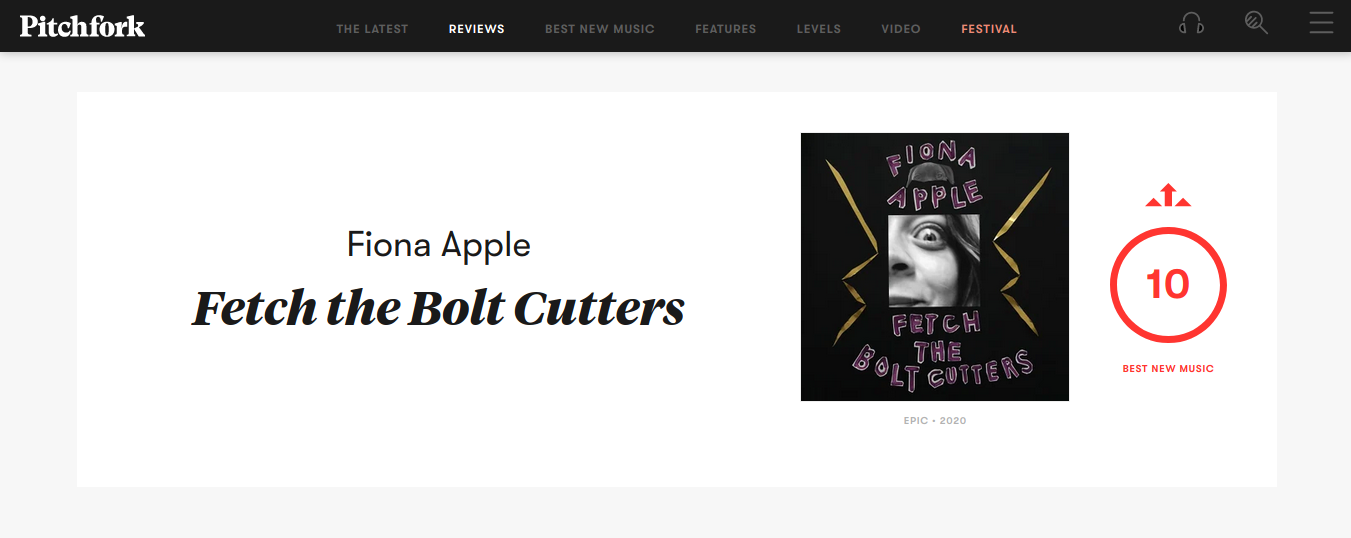 Pitchfork
THE LATEST
REVIEWS
BEST NEW MUSIC
FEATURES
LEVELS
VIDEO
FESTIVAL
Fiona Apple
Fetch the Bolt Cutters
FIONA
APPLE
FETCH
THE
BOLT CUTTERS
EPIC • 2020
10
BEST NEW MUSIC